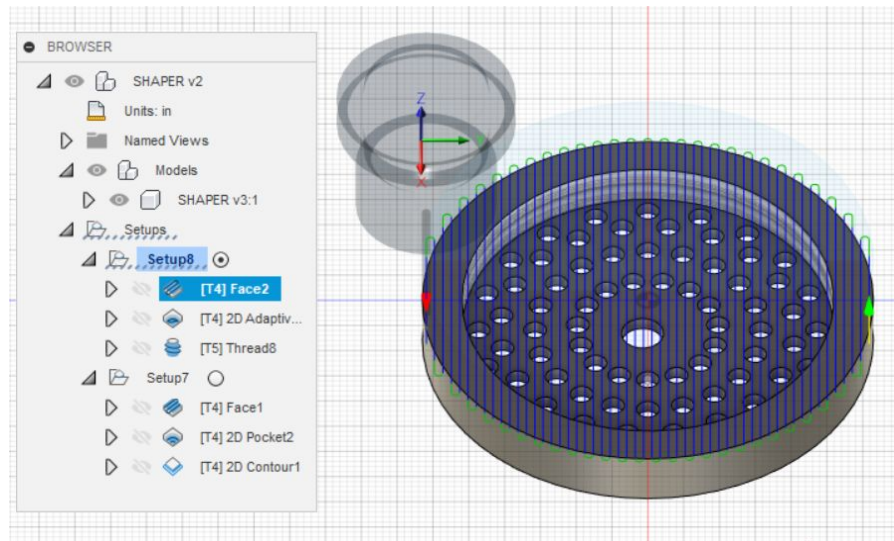 BROWSER
SHAPER v2
Units: in
Named Views
Models
SHAPER v3:1
Setups
Setup8
[T4] Face2
[T4] 2D Adaptiv...
[T5] Thread8
Setup7
[T4] Face1
[T4] 2D Pocket2
[T4] 2D Contour1
Z
X